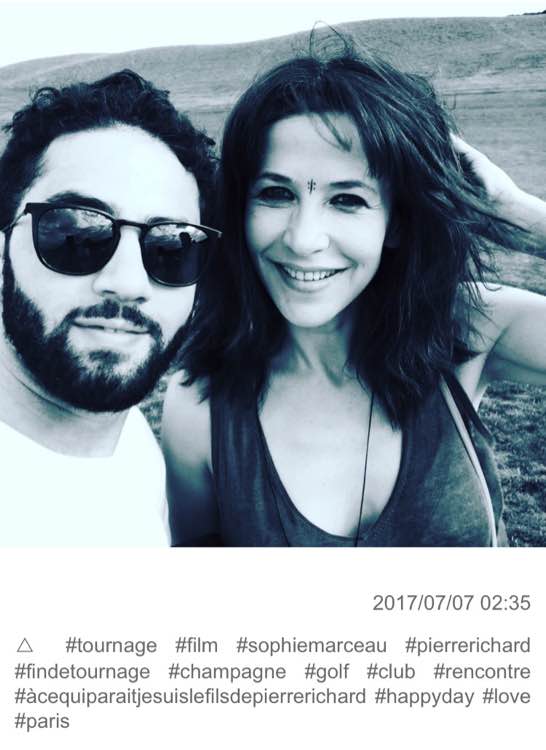 2017/07/07 02:35
△ #tournage #film #sophiemarceau #pierrerichard
#findetournage #champagne #golf #club #rencontre
#àcequiparaitjesuislefilsdepierrerichard #happyday #love
#paris